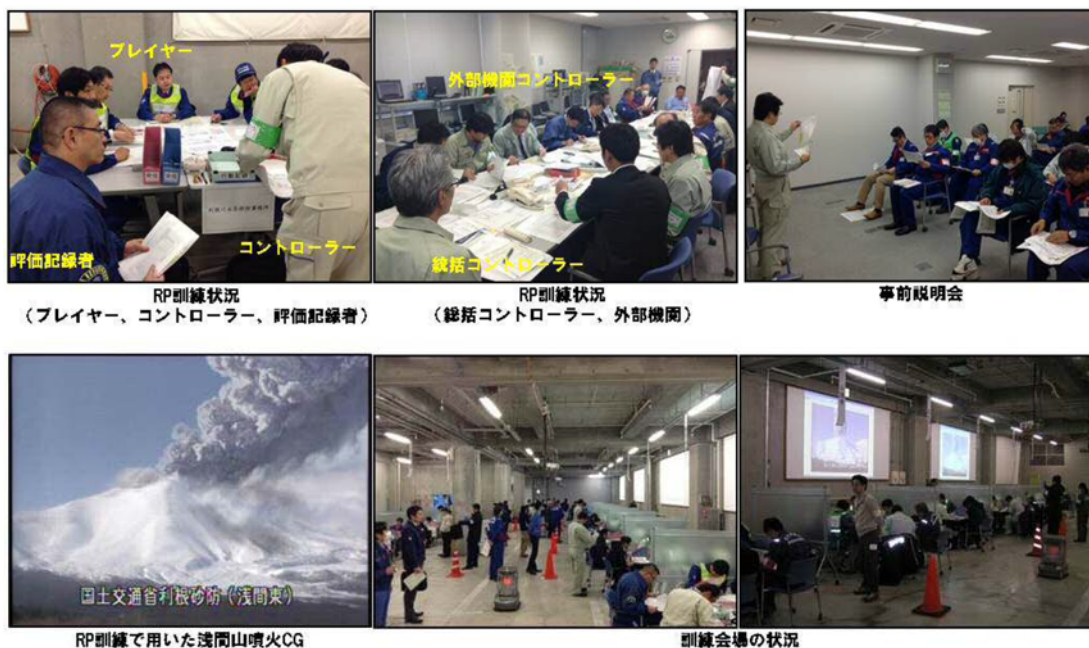 プレイヤー
評価記録者
コントローラー
RP訓練状況
(プレイヤー、コントローラー、評価記録者)
外部機関コントローラー
統括コントローラー
RP訓練状況
(総括コントローラー、外部機関)
事前説明会
国土交通省利根砂防(浅間東)
RP訓練で用いた浅間山噴火CG
訓練会場の状況